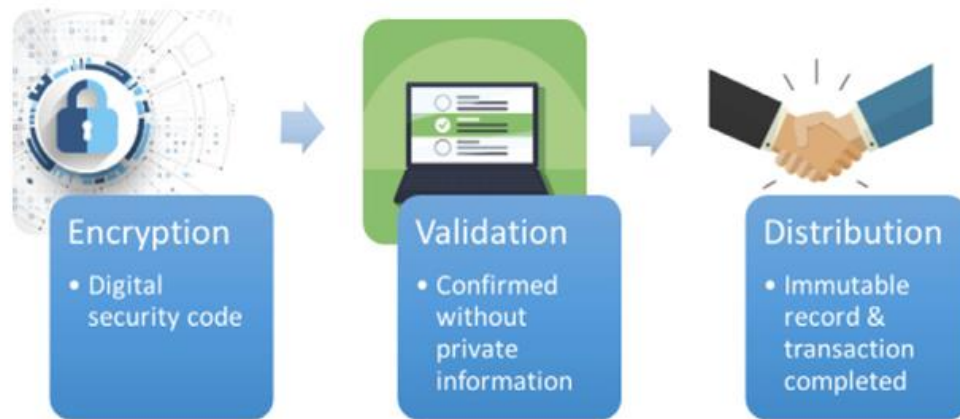 Encryption
• Digital
security code
Validation
• Confirmed
without
private
information
Distribution
• Immutable
record &
transaction
completed